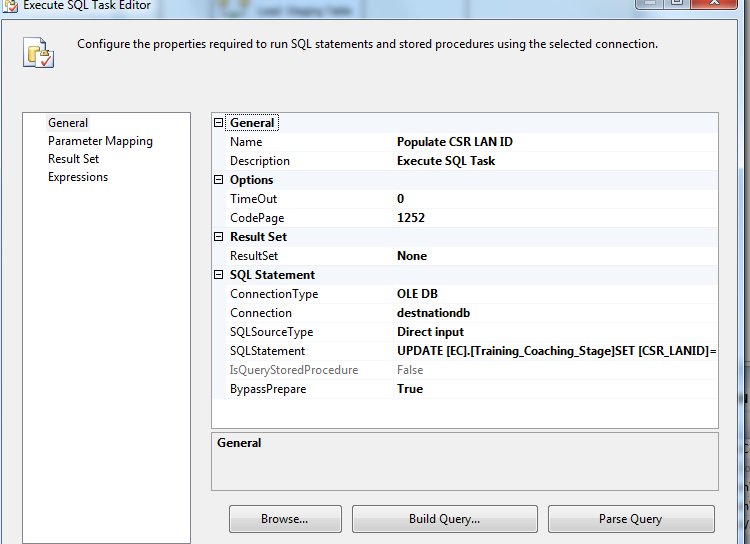 Execute SQL Task Editor
Load Staging Table
Configure the properties required to run SQL statements and stored procedures using the selected connection.
General
Parameter Mapping
Result Set
Expressions
General
Name Populate CSR LAN ID
Description Execute SQL Task
Options
TimeOut 0
CodePage 1252
Result Set
ResultSet None
SQL Statement
ConnectionType OLE DB
Connection destnationdb
SQLSourceType Direct input
SQLStatement UPDATE [EC].[Training_Coaching_Stage]SET [CSR_LANID]=
IsQueryStoredProcedure False
BypassPrepare True
General
Browse... Build Query... Parse Query